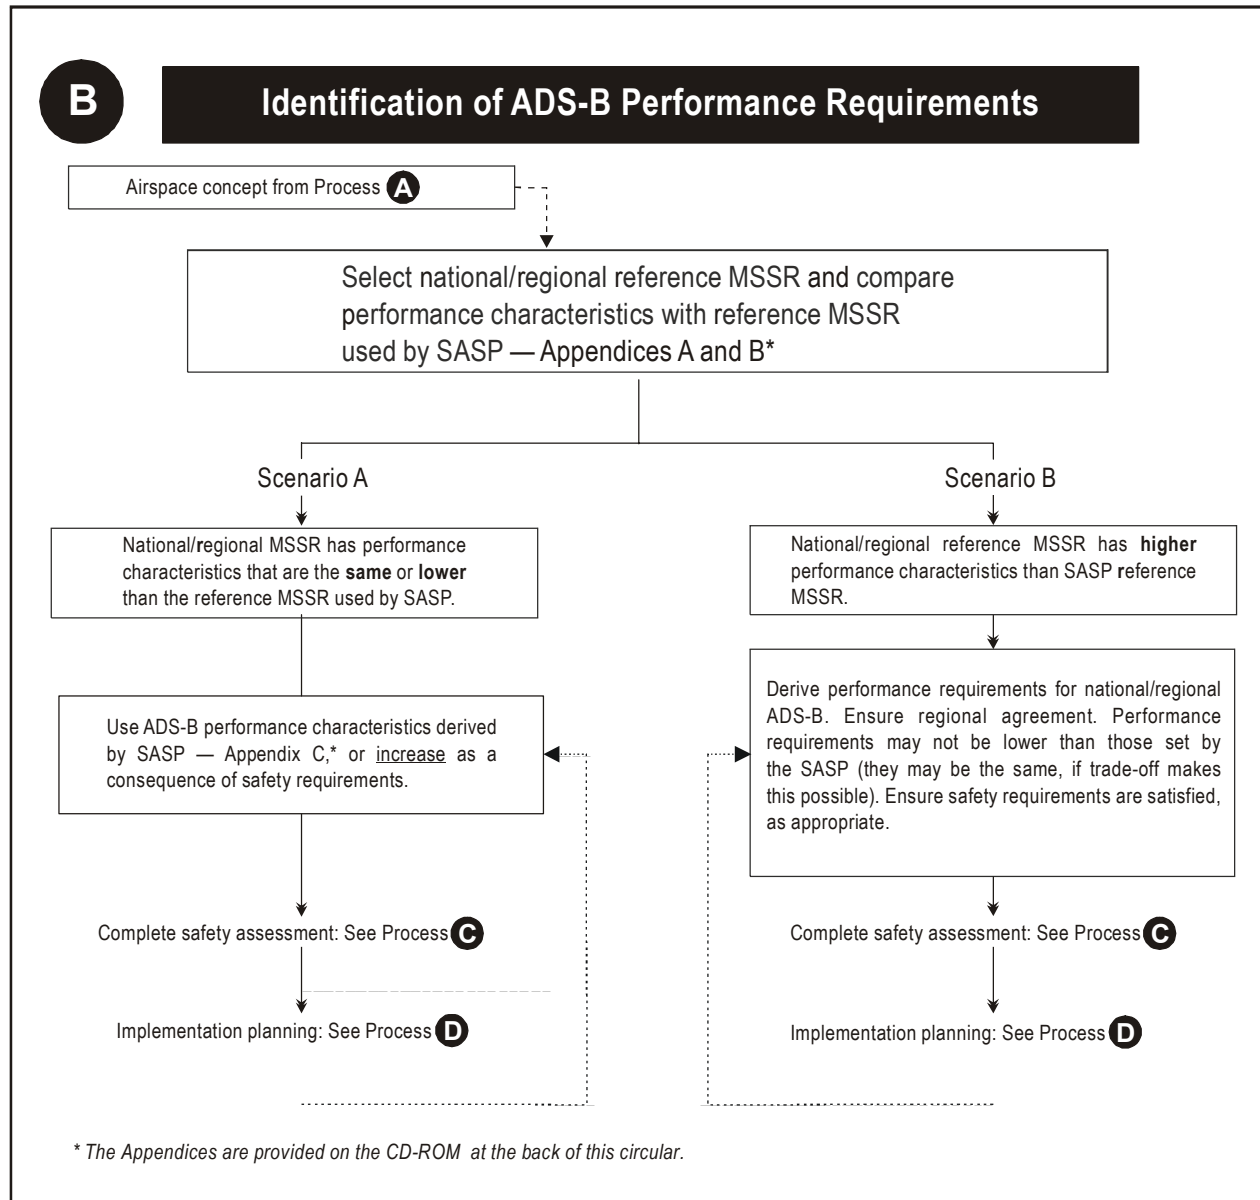 B
Identification of ADS-B Performance Requirements
Airspace concept from Process A
Select national/regional reference MSSR and compare
performance characteristics with reference MSSR
used by SASP — Appendices A and B*
Scenario A
National/regional MSSR has performance
characteristics that are the same or lower
than the reference MSSR used by SASP.
Use ADS-B performance characteristics derived
by SASP — Appendix C,* or increase as a
consequence of safety requirements.
Complete safety assessment: See Process C
Implementation planning: See Process D
Scenario B
National/regional reference MSSR has higher
performance characteristics than SASP reference
MSSR.
Derive performance requirements for national/regional
ADS-B. Ensure regional agreement. Performance
requirements may not be lower than those set by
the SASP (they may be the same, if trade-off makes
this possible). Ensure safety requirements are satisfied,
as appropriate.
Complete safety assessment: See Process C
Implementation planning: See Process D
* The Appendices are provided on the CD-ROM at the back of this circular.